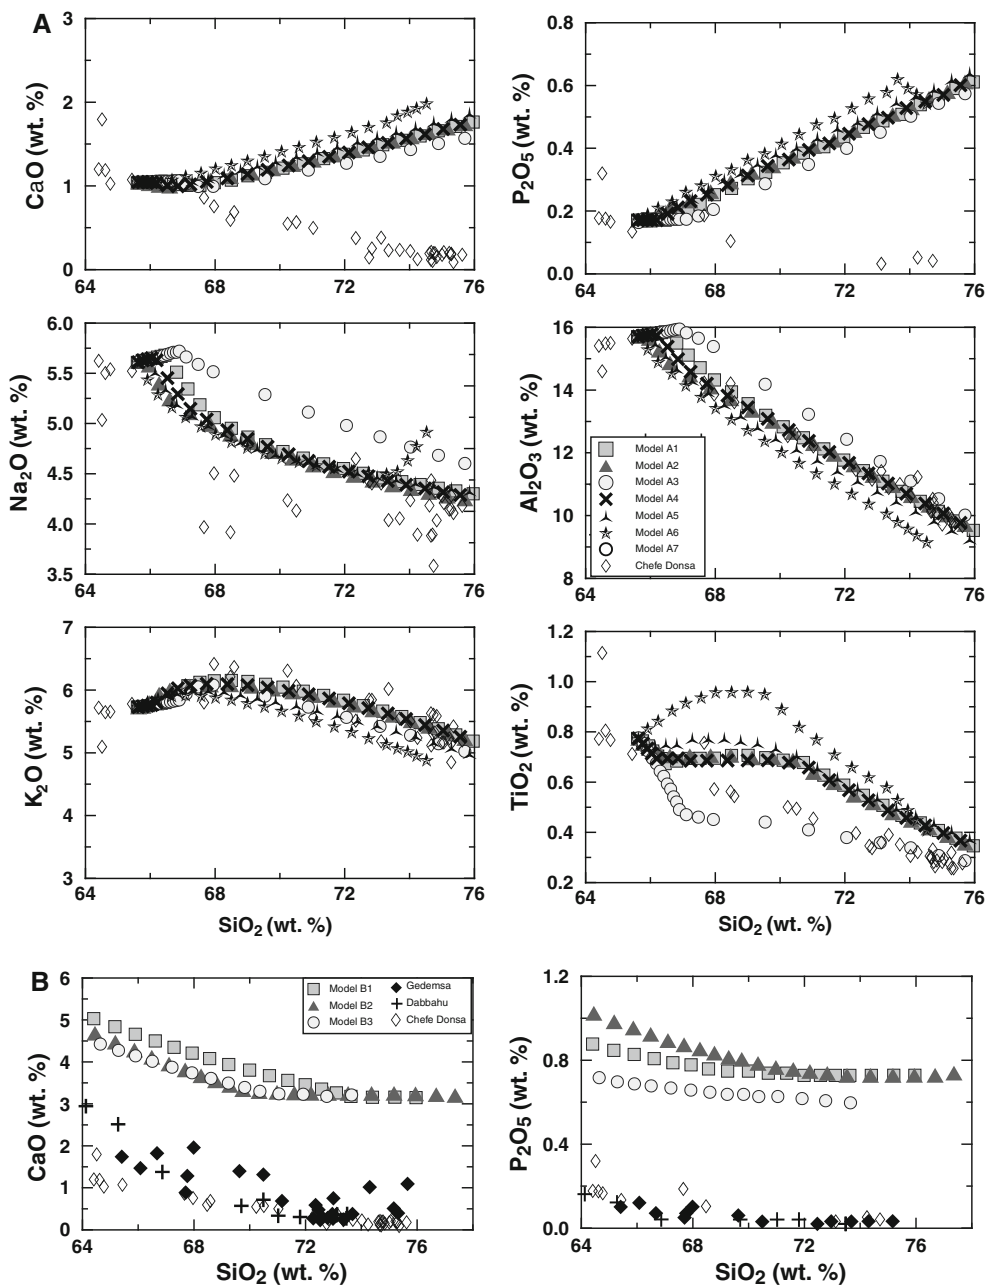 A
CaO (wt. %)
3
2
1
0
64
68
72
76
P2O5 (wt. %)
0.8
0.6
0.4
0.2
0.0
64
68
72
76
Na2O (wt. %)
6.0
5.5
5.0
4.5
4.0
3.5
64
68
72
76
Al2O3 (wt. %)
16
14
12
10
8
64
68
72
76
Model A1
Model A2
Model A3
Model A4
Model A5
Model A6
Model A7
Chefe Donsa
K2O (wt. %)
7
6
5
4
3
64
68
72
76
SiO2 (wt. %)
TiO2 (wt. %)
1.2
1.0
0.8
0.6
0.4
0.2
64
68
72
76
SiO2 (wt. %)
B
CaO (wt. %)
6
5
4
3
2
1
0
64
68
72
76
SiO2 (wt. %)
Model B1
Model B2
Model B3
Gedemsa
Dabbahu
Chefe Donsa
P2O5 (wt. %)
1.2
0.8
0.4
0.0
64
68
72
76
SiO2 (wt. %)